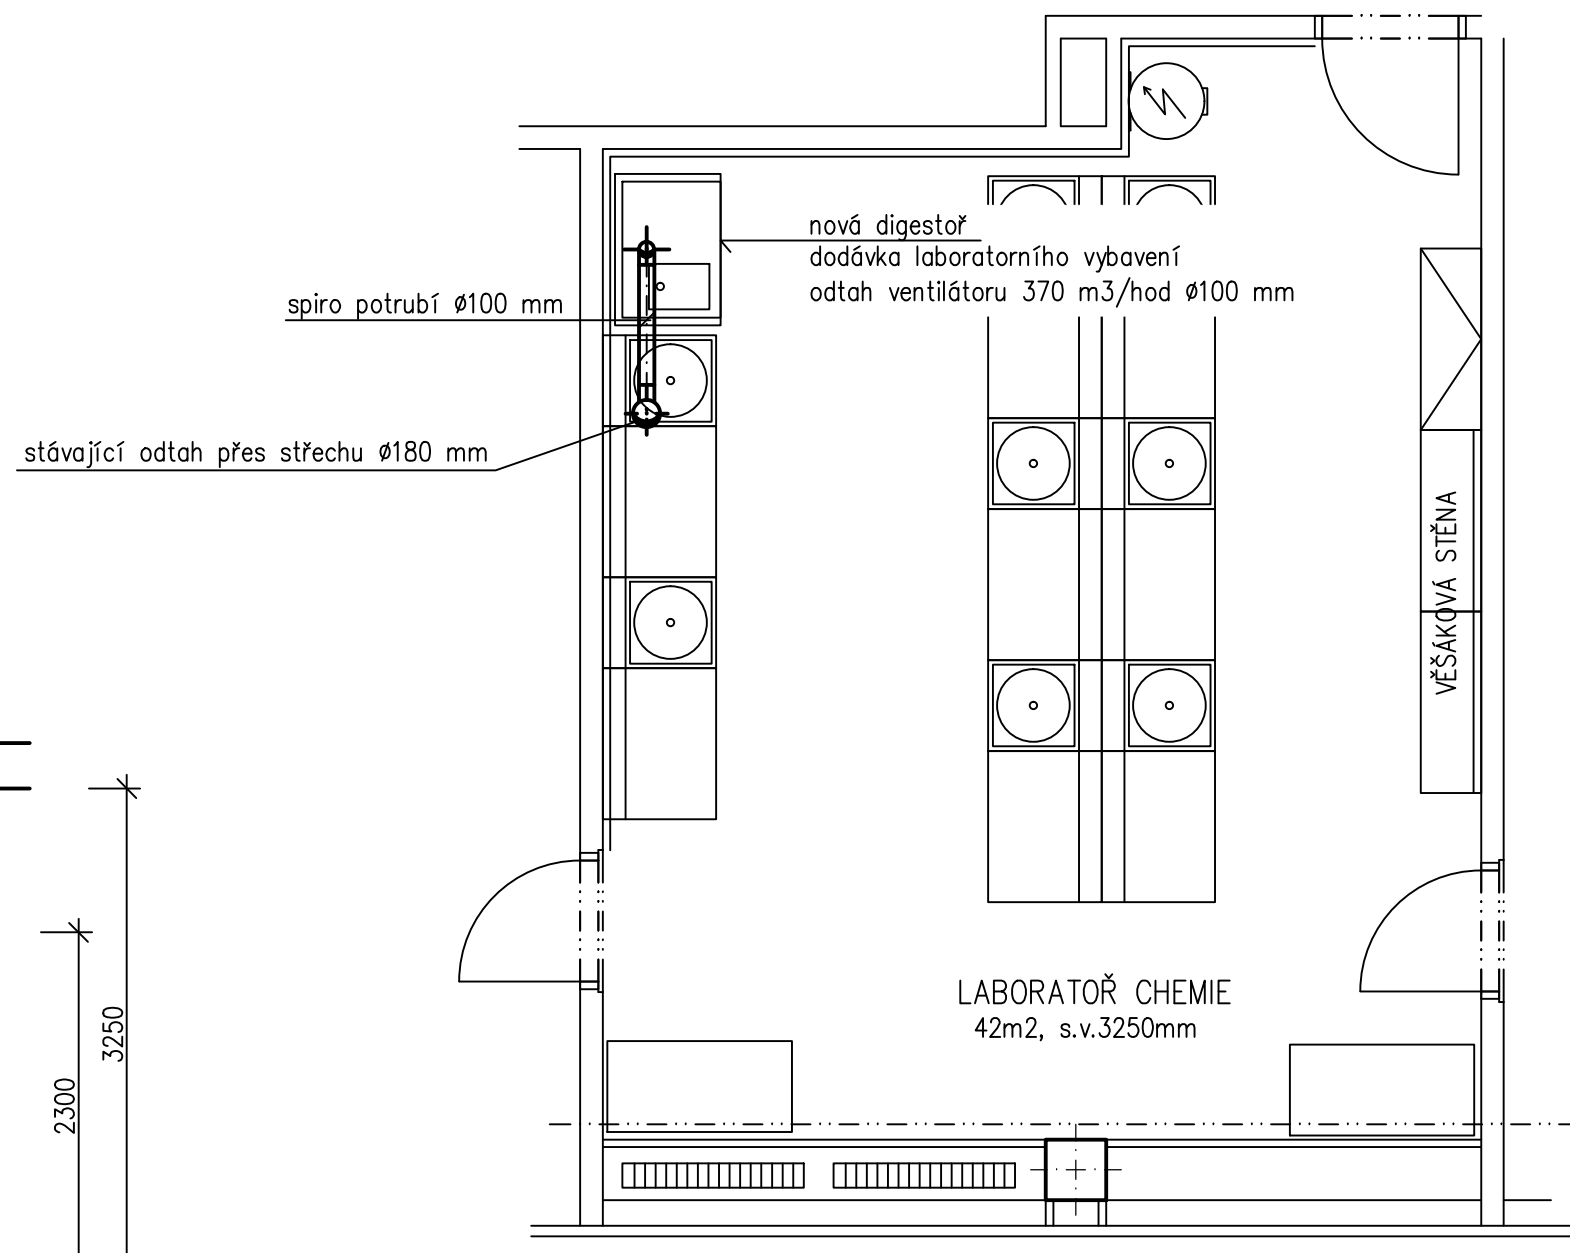 nová digestoř
dodávka laboratorního vybavení
odtah ventilátoru 370 m3/hod ø100 mm
spiro potrubí ø100 mm
stávající odtah přes střechu ø180 mm
VĚŠÁKOVÁ STĚNA
LABORATOŘ CHEMIE
42m2, s.v.3250mm
3250
2300